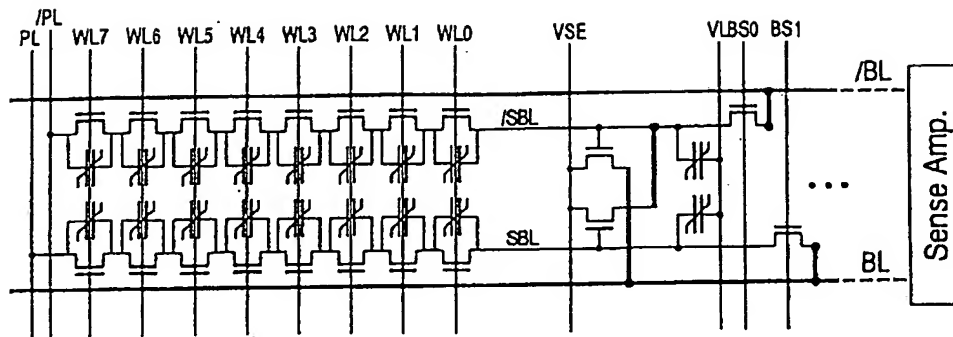 /PL
PL WL7 WL6 WL5 WL4 WL3 WL2 WL1 WL0 VSE VLBS0 BS1
/BL
/SBL
SBL
BL
Sense Amp.